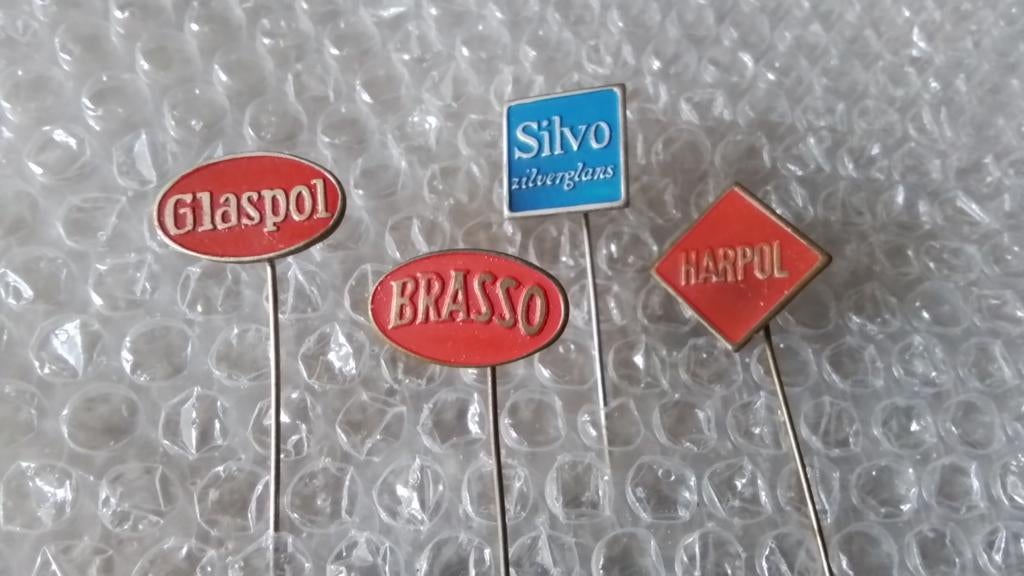 Glaspol
BRASSO
Silvo
zilverglans
HARPOL